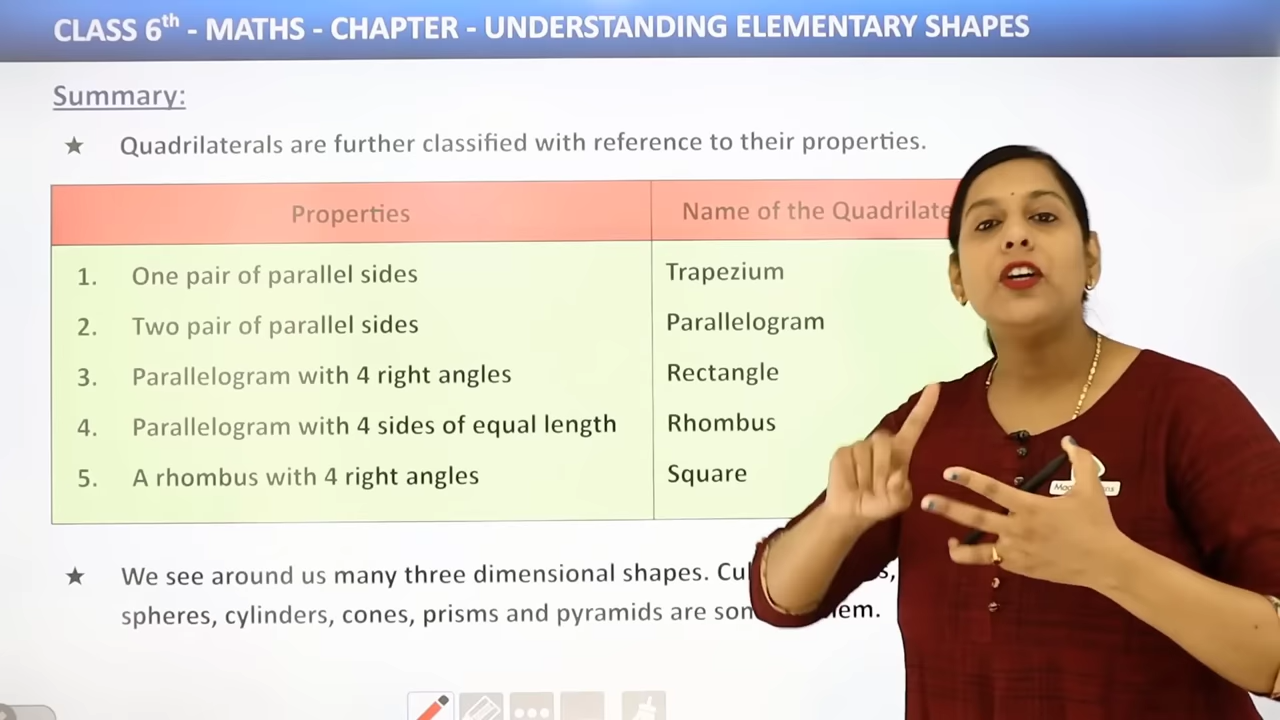 CLASS 6th - MATHS - CHAPTER - UNDERSTANDING ELEMENTARY SHAPES
Summary:
★ Quadrilaterals are further classified with reference to their properties.
Properties Name of the Quadrilate
1. One pair of parallel sides Trapezium
2. Two pair of parallel sides Parallelogram
3. Parallelogram with 4 right angles Rectangle
4. Parallelogram with 4 sides of equal length Rhombus
5. A rhombus with 4 right angles Square
★ We see around us many three dimensional shapes.
spheres, cylinders, cones, prisms and pyramids are